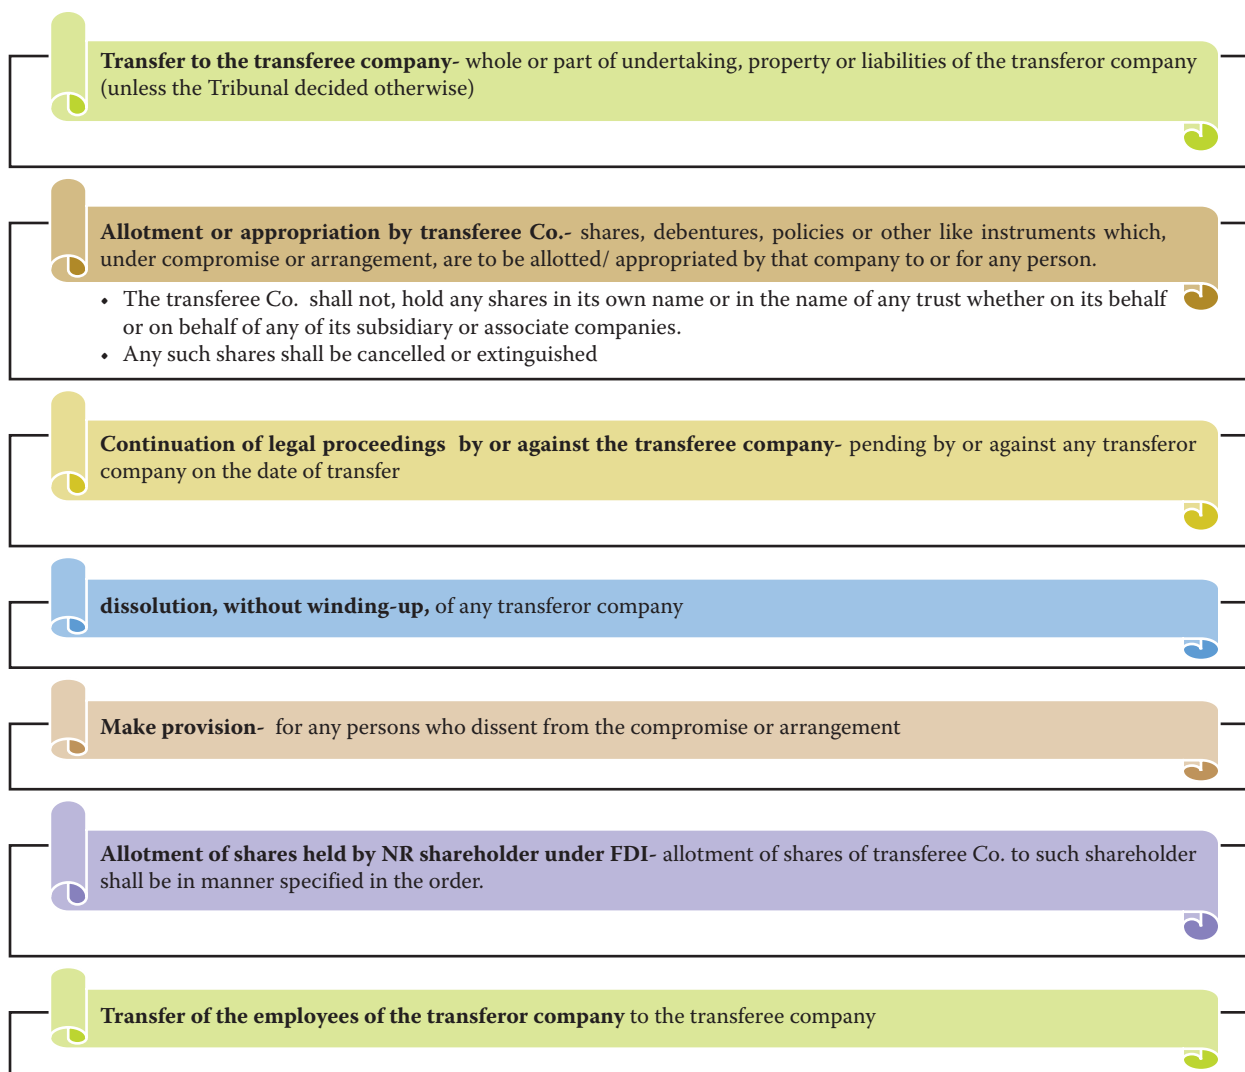 Transfer to the transferee company- whole or part of undertaking, property or liabilities of the transferor company
(unless the Tribunal decided otherwise)
Allotment or appropriation by transferee Co.- shares, debentures, policies or other like instruments which,
under compromise or arrangement, are to be allotted/ appropriated by that company to or for any person.
• The transferee Co. shall not, hold any shares in its own name or in the name of any trust whether on its behalf
or on behalf of any of its subsidiary or associate companies.
• Any such shares shall be cancelled or extinguished
Continuation of legal proceedings by or against the transferee company- pending by or against any transferor
company on the date of transfer
dissolution, without winding-up, of any transferor company
Make provision- for any persons who dissent from the compromise or arrangement
Allotment of shares held by NR shareholder under FDI- allotment of shares of transferee Co. to such shareholder
shall be in manner specified in the order.
Transfer of the employees of the transferor company to the transferee company